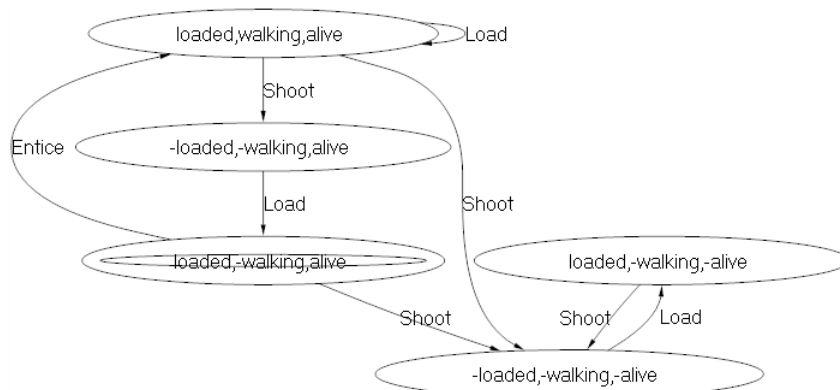 loaded,walking,alive
Load
Shoot
Entice
-loaded,-walking,alive
Load
Shoot
loaded,-walking,alive
loaded,-walking,-alive
Shoot
Shoot
Load
-loaded,-walking,-alive